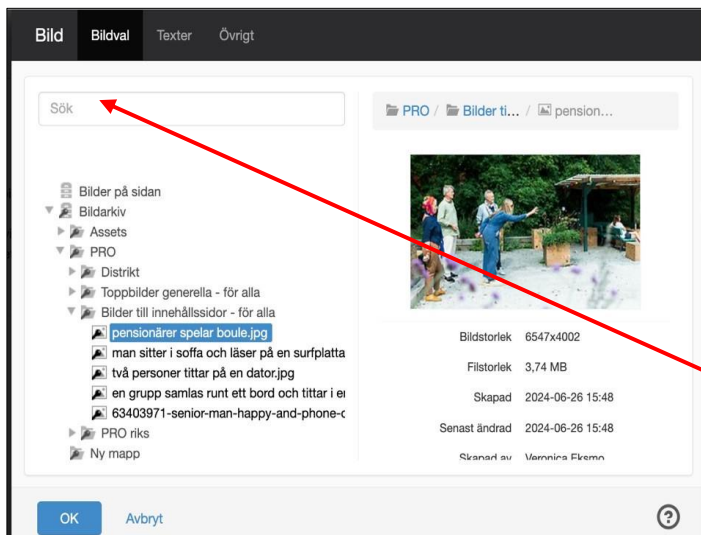 Bild Bildval Texter Övrigt
Sök
Bilder på sidan
Bildarkiv
Assets
PRO
Distrikt
Toppbilder generella - för alla
Bilder till innehållssidor - för alla
pensionärer spelar boule.jpg
man sitter i soffa och läser på en surfplatta
två personer tittar på en dator.jpg
en grupp samlas runt ett bord och tittar i
63403971-senior-man-happy-and-phone-
PRO riks
Ny mapp
PRO / Bilder ti... / pension...
Bildstorlek 6547x4002
Filstorlek 3,74 MB
Skapad 2024-06-26 15:48
Senast ändrad 2024-06-26 15:48
Skapad av Veronica Eksmo
OK Avbryt ?